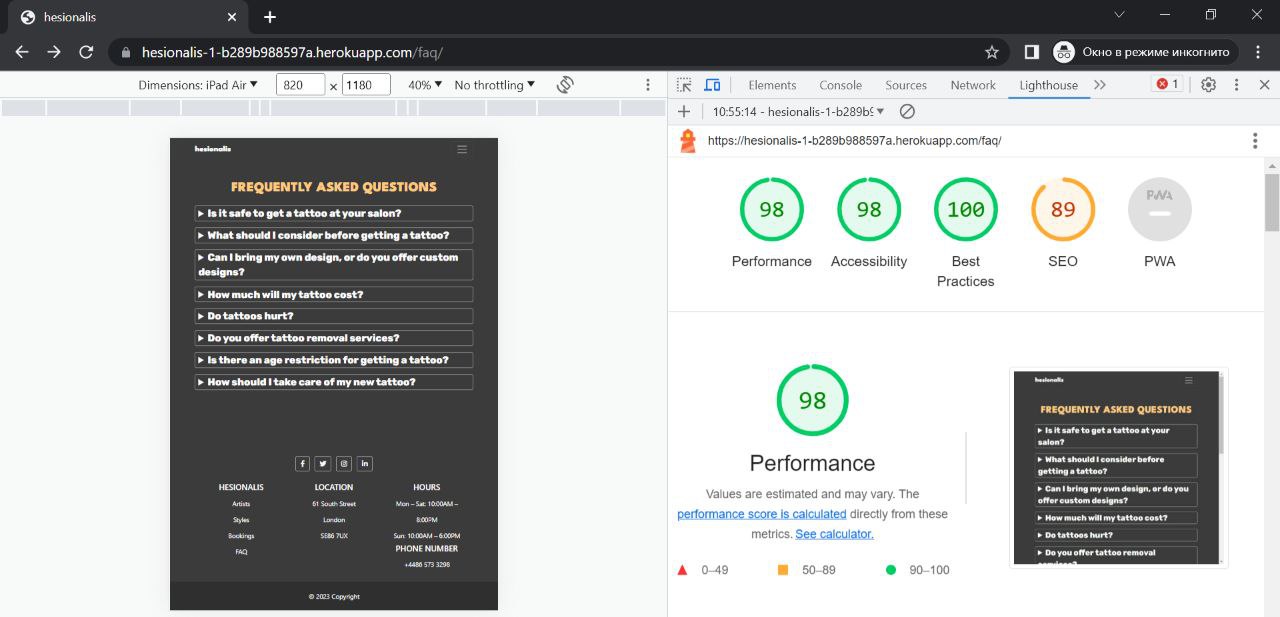 hesionalis
hesionalis-1-b289b988597a.herokuapp.com/faq/
Окно в режиме инкогнито
Dimensions: iPad Air ▼ 820 × 1180 40% ▼ No throttling ▼
Elements Console Sources Network Lighthouse 1
10:55:14 - hesionalis-1-b289b9
https://hesionalis-1-b289b988597a.herokuapp.com/faq/
hesionalis
FREQUENTLY ASKED QUESTIONS
Is it safe to get a tattoo at your salon?
What should I consider before getting a tattoo?
Can I bring my own design, or do you offer custom
designs?
How much will my tattoo cost?
Do tattoos hurt?
Do you offer tattoo removal services?
Is there an age restriction for getting a tattoo?
How should I take care of my new tattoo?
HESIONALIS
Artists
Styles
Bookings
FAQ
LOCATION
61 South Street
London
SE86 7UX
HOURS
Mon – Sat: 10:00AM –
8:00PM
Sun: 10:00AM – 6:00PM
PHONE NUMBER
+4486 573 3298
© 2023 Copyright
98 98 100 89 PWA
Performance Accessibility Best SEO PWA
Practices
98
Performance
Values are estimated and may vary. The
performance score is calculated directly from these
metrics. See calculator.
0–49 50–89 90–100
hesionalis
FREQUENTLY ASKED QUESTIONS
Is it safe to get a tattoo at your
salon?
What should I consider before
getting a tattoo?
Can I bring my own design, or do you
offer custom designs?
How much will my tattoo cost?
Do tattoos hurt?
Do you offer tattoo removal
services?